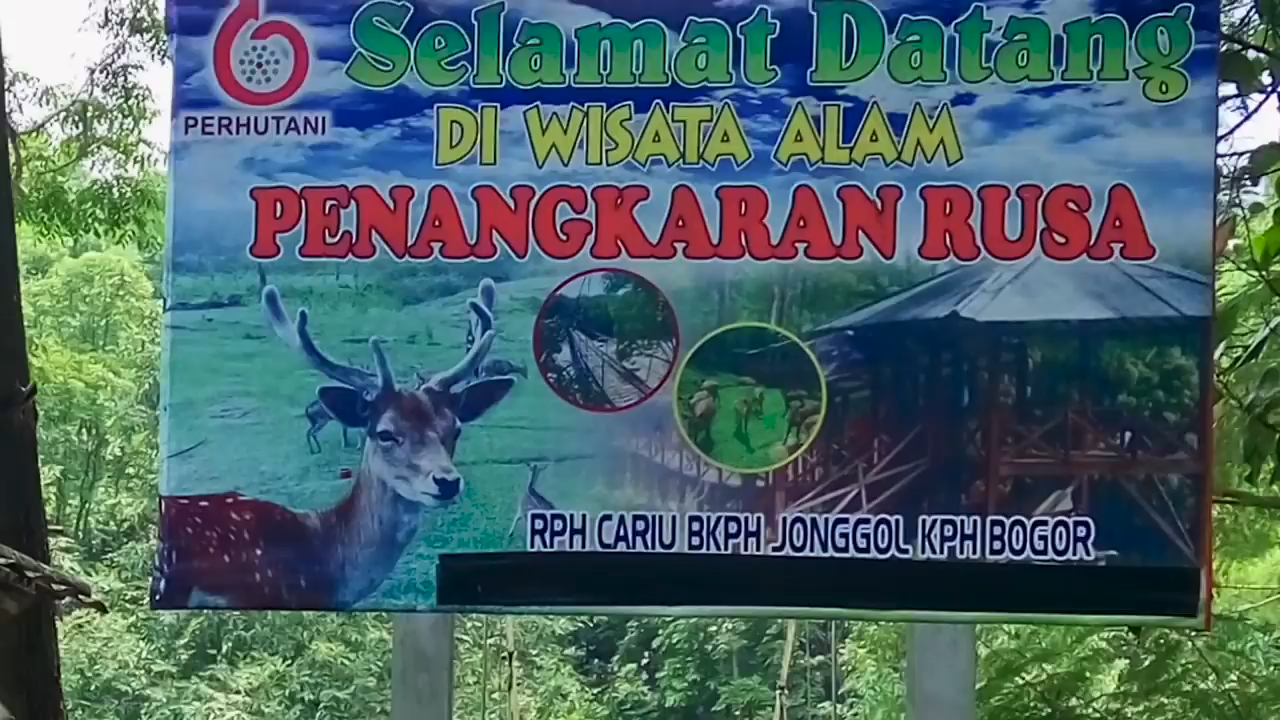 Selamat Datang
PERHUTANI
DI WISATA ALAM
PENANGKARAN RUSA
RPH CARIU BKPH JONGGOL KPH BOGOR